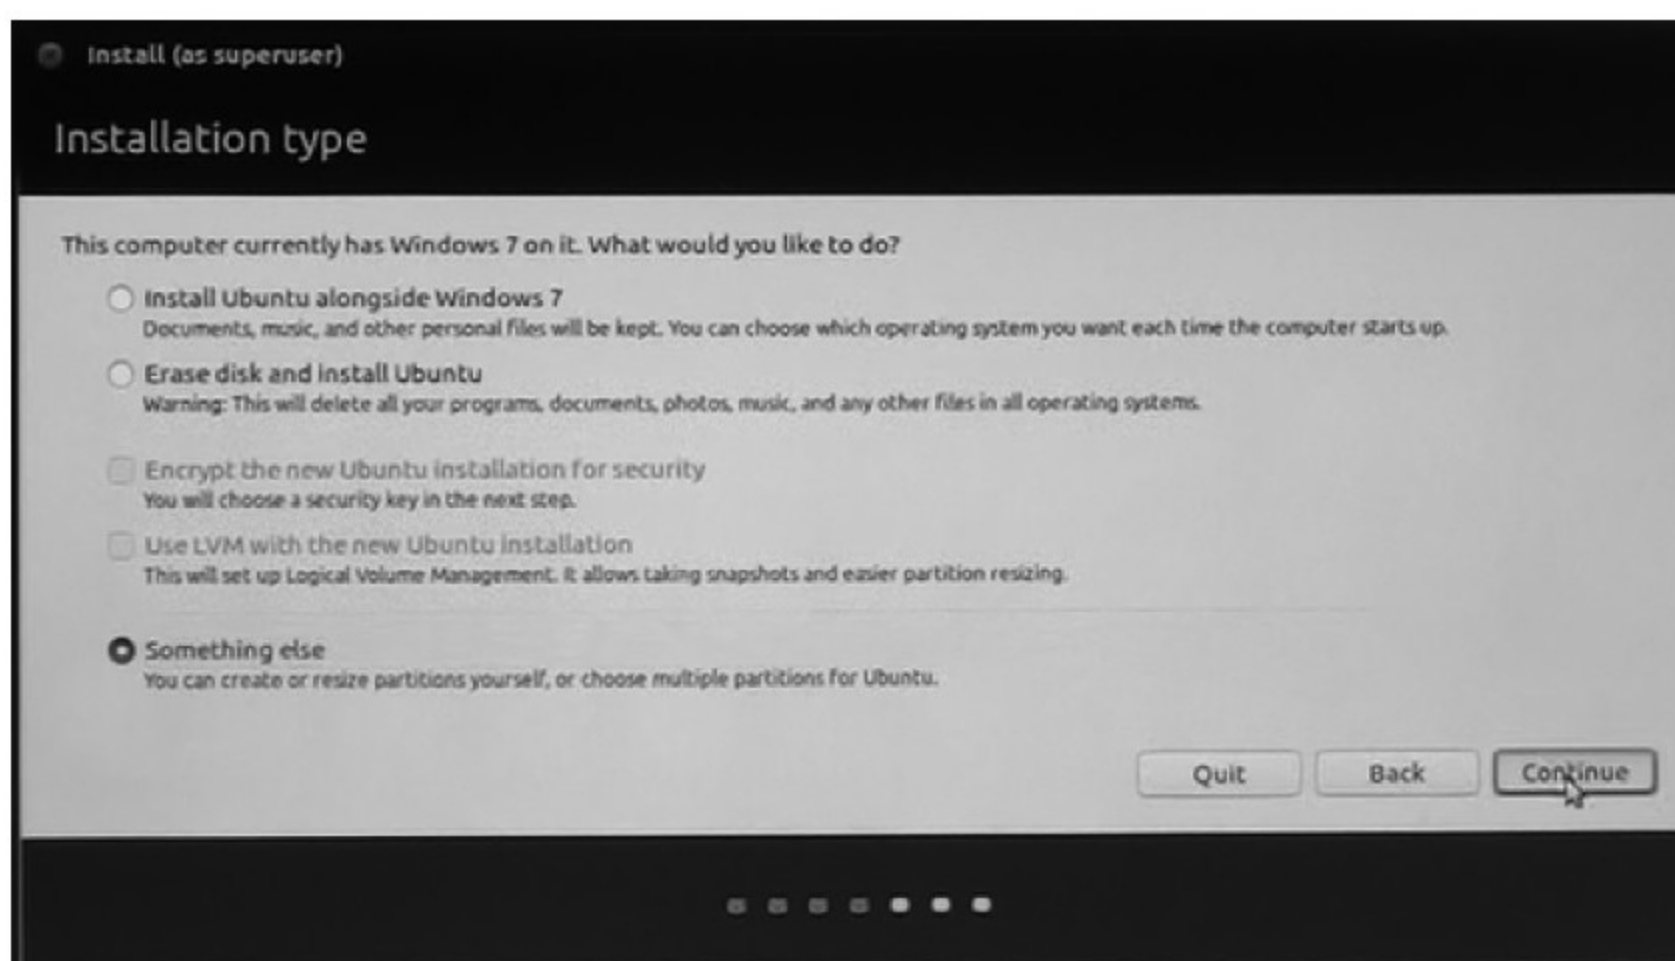 Install (as superuser)
Installation type
This computer currently has Windows 7 on it. What would you like to do?
Install Ubuntu alongside Windows 7
Documents, music, and other personal files will be kept. You can choose which operating system you want each time the computer starts up.
Erase disk and install Ubuntu
Warning: This will delete all your programs, documents, photos, music, and any other files in all operating systems.
Encrypt the new Ubuntu installation for security
You will choose a security key in the next step.
Use LVM with the new Ubuntu installation
This will set up Logical Volume Management. It allows taking snapshots and easier partition resizing.
Something else
You can create or resize partitions yourself, or choose multiple partitions for Ubuntu.
Quit Back Continue